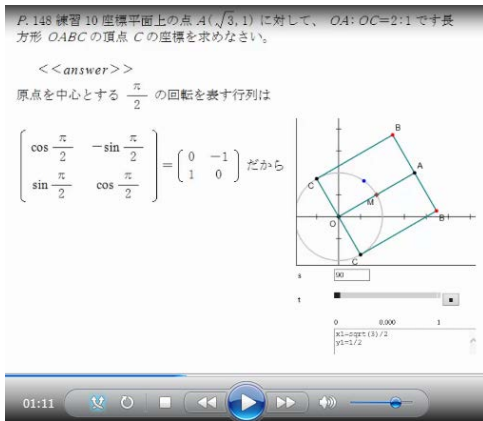 P. 148 練習 10 座標平面上の点 A(√3, 1) に対して、 OA: OC=2:1 です長
方形 OABC の頂点 C の座標を求めなさい。
<<answer>>
原点を中心とする π/2 の回転を表す行列は
( cos π/2 −sin π/2 ; sin π/2 cos π/2 ) = ( 0 −1 ; 1 0 ) だから
B
A
C
M
O
B
C
s 90
t
0 0.000 1
x1=sqrt(3)/2
y1=1/2
01:11